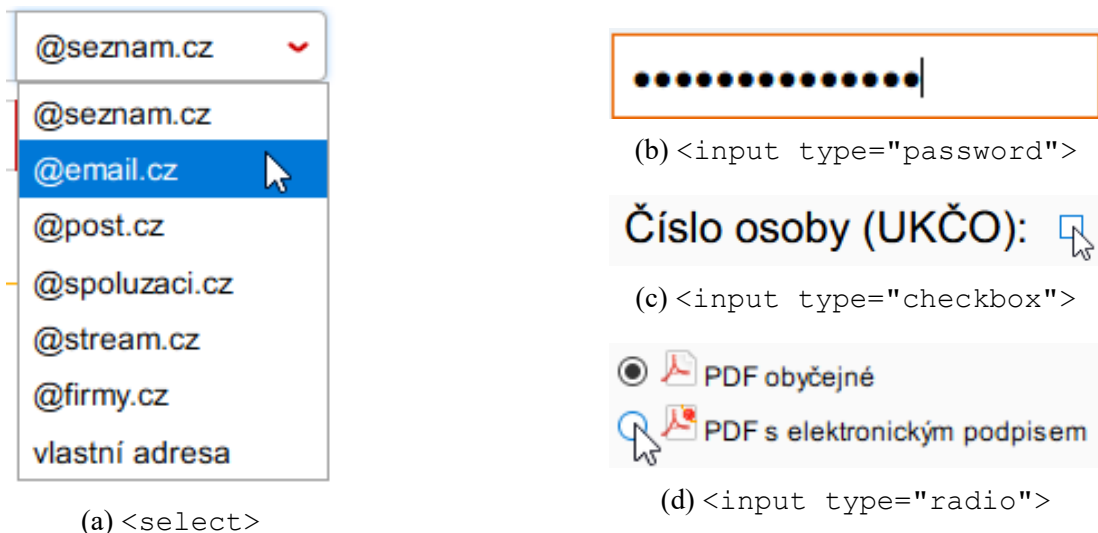 @seznam.cz
@seznam.cz
@email.cz
@post.cz
@spoluzaci.cz
@stream.cz
@firmy.cz
vlastní adresa
(a) <select>
••••••••••••••
(b) <input type="password">
Číslo osoby (UKČO):
(c) <input type="checkbox">
PDF obyčejné
PDF s elektronickým podpisem
(d) <input type="radio">